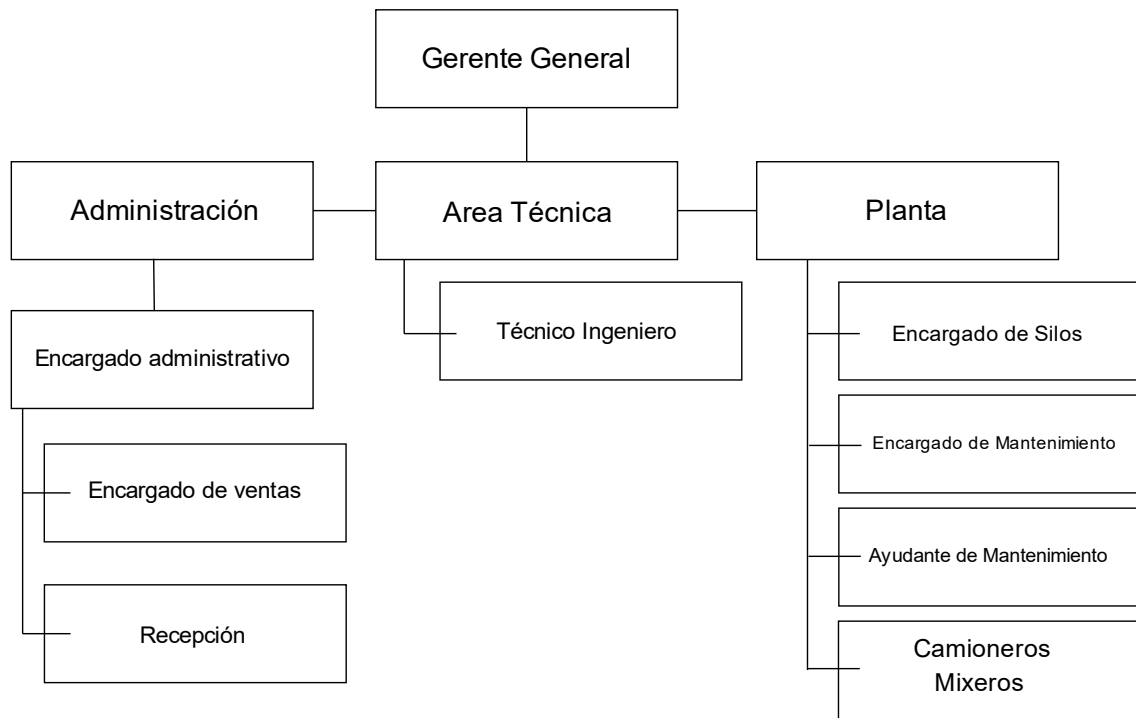 Gerente General
Administración
Area Técnica
Planta
Encargado administrativo
Técnico Ingeniero
Encargado de Silos
Encargado de ventas
Encargado de Mantenimiento
Recepción
Ayudante de Mantenimiento
Camioneros
Mixeros